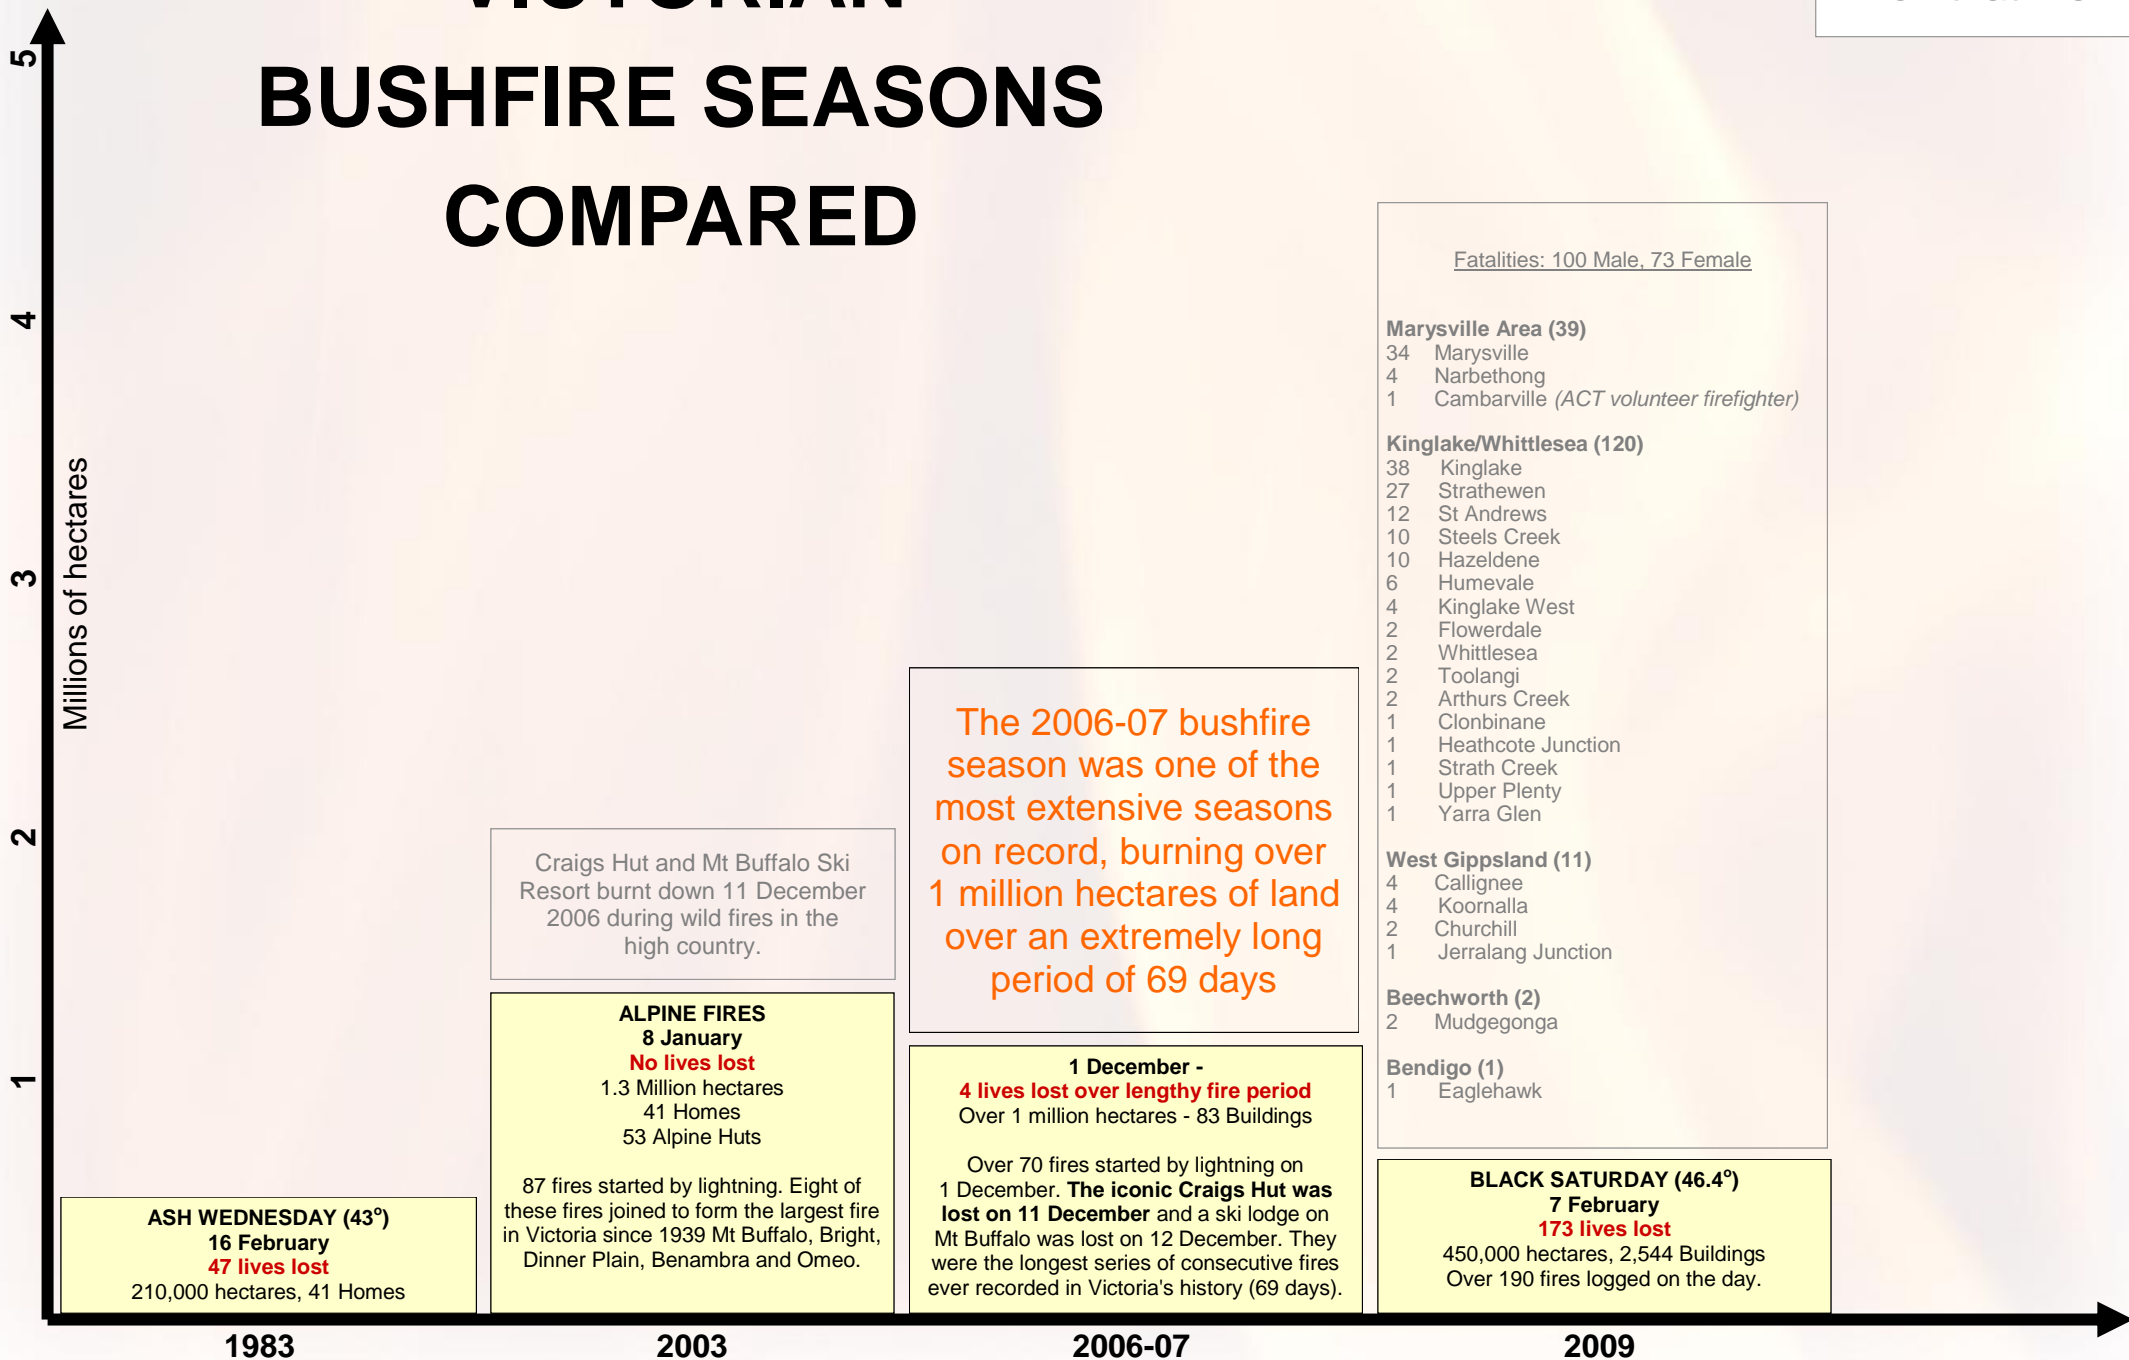 BUSHFIRE SEASONS
COMPARED
5
4
3
2
1
Millions of hectares
ASH WEDNESDAY (43°)
16 February
47 lives lost
210,000 hectares, 41 Homes
1983
Craigs Hut and Mt Buffalo Ski
Resort burnt down 11 December
2006 during wild fires in the
high country.
ALPINE FIRES
8 January
No lives lost
1.3 Million hectares
41 Homes
53 Alpine Huts
87 fires started by lightning. Eight of
these fires joined to form the largest fire
in Victoria since 1939 Mt Buffalo, Bright,
Dinner Plain, Benambra and Omeo.
2003
The 2006-07 bushfire
season was one of the
most extensive seasons
on record, burning over
1 million hectares of land
over an extremely long
period of 69 days
1 December -
4 lives lost over lengthy fire period
Over 1 million hectares - 83 Buildings
Over 70 fires started by lightning on
1 December. The iconic Craigs Hut was
lost on 11 December and a ski lodge on
Mt Buffalo was lost on 12 December. They
were the longest series of consecutive fires
ever recorded in Victoria's history (69 days).
2006-07
Fatalities: 100 Male, 73 Female
Marysville Area (39)
34 Marysville
4 Narbethong
1 Cambarville (ACT volunteer firefighter)
Kinglake/Whittlesea (120)
38 Kinglake
27 Strathewen
12 St Andrews
10 Steels Creek
10 Hazeldene
6 Humevale
4 Kinglake West
2 Flowerdale
2 Whittlesea
2 Toolangi
2 Arthurs Creek
1 Clonbinane
1 Heathcote Junction
1 Strath Creek
1 Upper Plenty
1 Yarra Glen
West Gippsland (11)
4 Callignee
4 Koornalla
2 Churchill
1 Jerralang Junction
Beechworth (2)
2 Mudgegonga
Bendigo (1)
1 Eaglehawk
BLACK SATURDAY (46.4°)
7 February
173 lives lost
450,000 hectares, 2,544 Buildings
Over 190 fires logged on the day.
2009